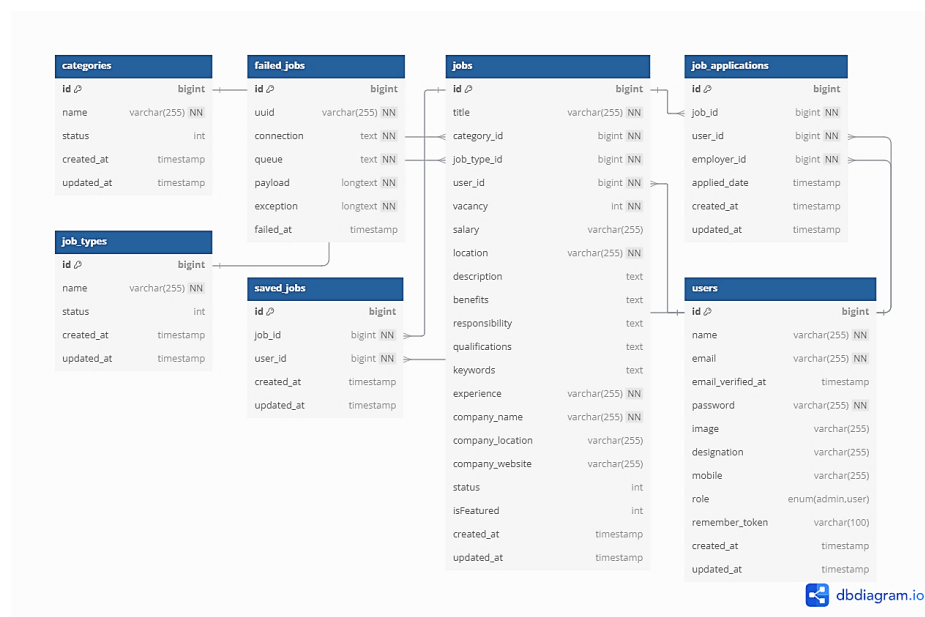 categories
id bigint
name varchar(255) NN
status int
created_at timestamp
updated_at timestamp
failed_jobs
id bigint
uuid varchar(255) NN
connection text NN
queue text NN
payload longtext NN
exception longtext NN
failed_at timestamp
jobs
id bigint
title varchar(255) NN
category_id bigint NN
job_type_id bigint NN
user_id bigint NN
vacancy int NN
salary varchar(255)
location varchar(255) NN
description text
benefits text
responsibility text
qualifications text
keywords text
experience varchar(255) NN
company_name varchar(255) NN
company_location varchar(255)
company_website varchar(255)
status int
isFeatured int
created_at timestamp
updated_at timestamp
job_applications
id bigint
job_id bigint NN
user_id bigint NN
employer_id bigint NN
applied_date timestamp
created_at timestamp
updated_at timestamp
job_types
id bigint
name varchar(255) NN
status int
created_at timestamp
updated_at timestamp
saved_jobs
id bigint
job_id bigint NN
user_id bigint NN
created_at timestamp
updated_at timestamp
users
id bigint
name varchar(255) NN
email varchar(255) NN
email_verified_at timestamp
password varchar(255) NN
image varchar(255)
designation varchar(255)
mobile varchar(255)
role enum(admin,user)
remember_token varchar(100)
created_at timestamp
updated_at timestamp
dbdiagram.io